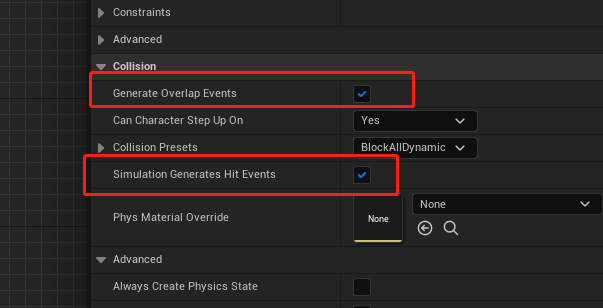 Constraints
Advanced
Collision
Generate Overlap Events
Can Character Step Up On Yes
Collision Presets BlockAllDynamic
Simulation Generates Hit Events
Phys Material Override None None
Advanced
Always Create Physics State